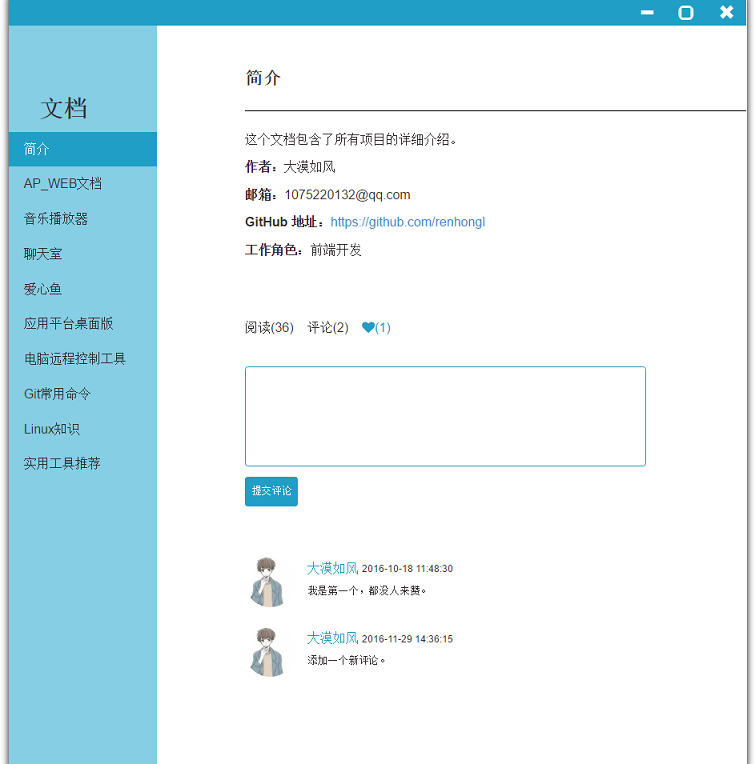 文档
简介
AP_WEB文档
音乐播放器
聊天室
爱心鱼
应用平台桌面版
电脑远程控制工具
Git常用命令
Linux知识
实用工具推荐
简介
这个文档包含了所有项目的详细介绍。
作者：大漠如风
邮箱：1075220132@qq.com
GitHub 地址：https://github.com/renhongl
工作角色：前端开发
阅读(36) 评论(2) (1)
提交评论
大漠如风, 2016-10-18 11:48:30
我是第一个，都没人来赞。
大漠如风, 2016-11-29 14:36:15
添加一个新评论。